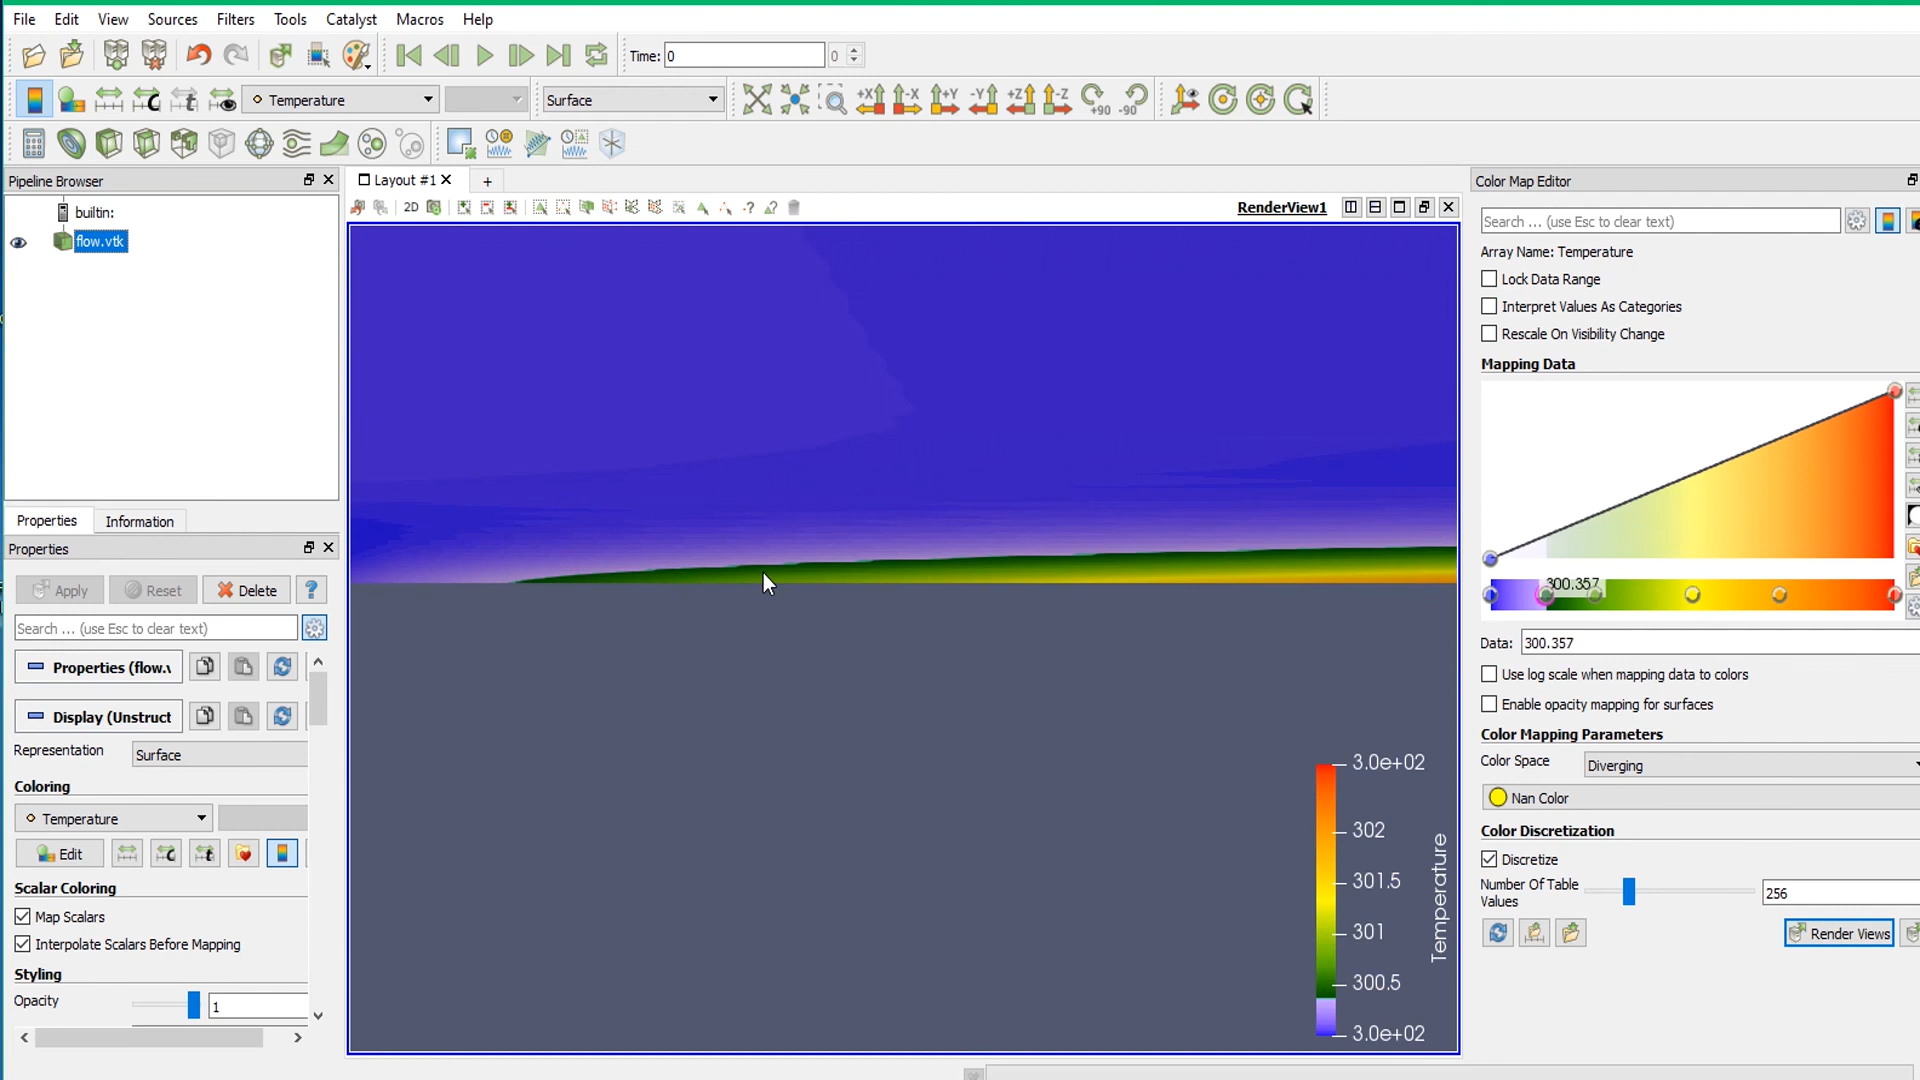 File Edit View Sources Filters Tools Catalyst Macros Help
Time: 0 0
Temperature Surface +X -X +Y -Y +Z -Z +90 -90
Pipeline Browser
Layout #1
Color Map Editor
builtin:
flow.vtk
2D
RenderView1
Search ... (use Esc to clear text)
Array Name: Temperature
Lock Data Range
Interpret Values As Categories
Rescale On Visibility Change
Mapping Data
300.357
Data: 300.357
Use log scale when mapping data to colors
Enable opacity mapping for surfaces
Color Mapping Parameters
Color Space Diverging
Nan Color
Color Discretization
Discretize
Number Of Table Values 256
Render Views
Properties Information
Properties
Apply Reset Delete ?
Search ... (use Esc to clear text)
Properties (flow.v
Display (Unstruct
Representation Surface
Coloring
Temperature
Edit
Scalar Coloring
Map Scalars
Interpolate Scalars Before Mapping
Styling
Opacity 1
3.0e+02
302
301.5
301
300.5
3.0e+02
Temperature